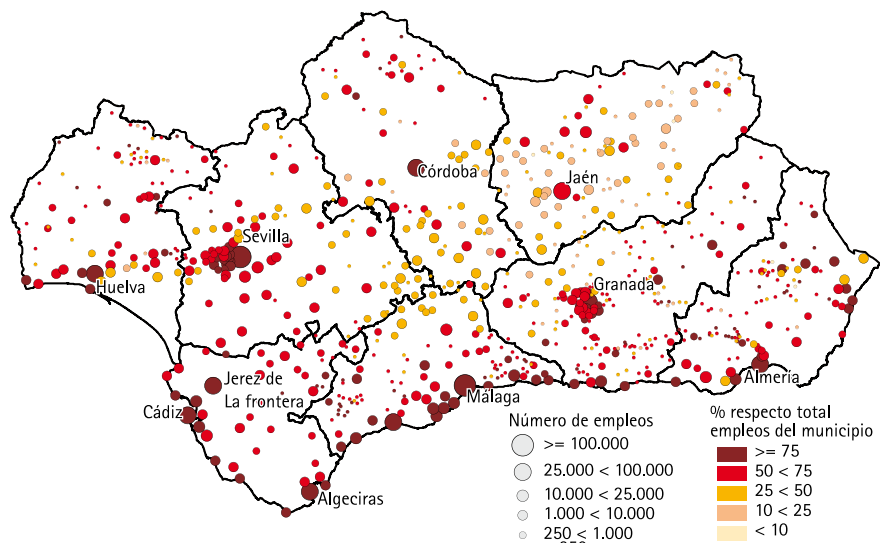 Córdoba
Jaén
Sevilla
Huelva
Granada
Jerez de
La frontera
Cádiz
Málaga
Almería
Algeciras
Número de empleos
>= 100.000
25.000 < 100.000
10.000 < 25.000
1.000 < 10.000
250 < 1.000
% respecto total
empleos del municipio
>= 75
50 < 75
25 < 50
10 < 25
< 10